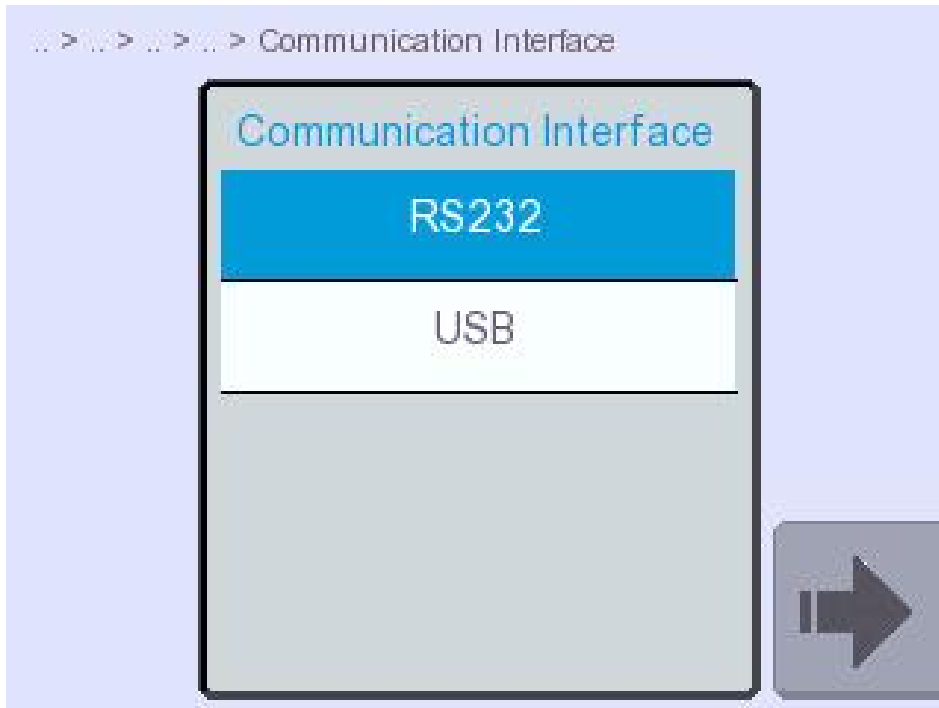 .. > .. > .. > .. > Communication Interface
Communication Interface
RS232
USB